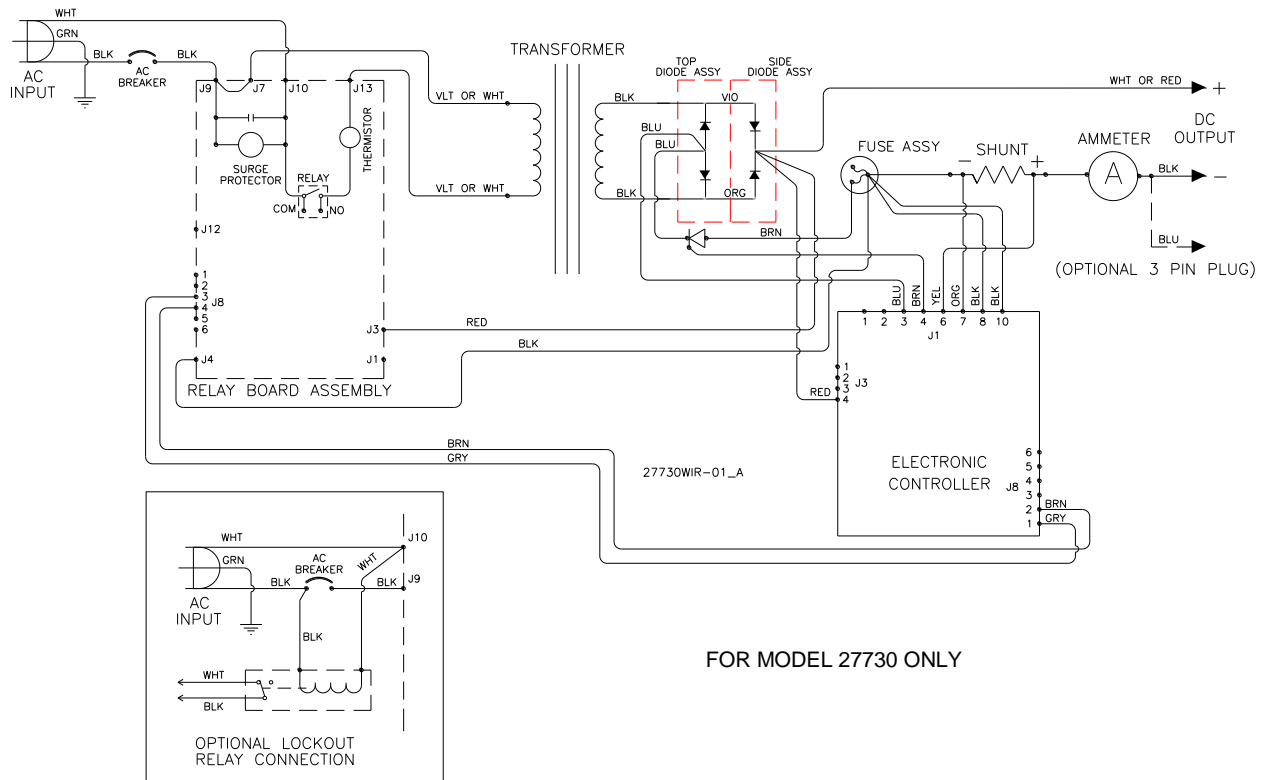 WHT
GRN
BLK
BLK
AC
BREAKER
AC
INPUT
J9
J7
J10
J13
SURGE
PROTECTOR
THERMISTOR
RELAY
COM
NO
J12
1
2
3
4
5
6
J8
J4
J3
J1
RELAY BOARD ASSEMBLY
TRANSFORMER
VLT OR WHT
VLT OR WHT
BLK
BLU
BLU
BLK
TOP
DIODE ASSY
SIDE
DIODE ASSY
VIO
ORG
BRN
WHT OR RED
+
DC
OUTPUT
FUSE ASSY
-
SHUNT
+
AMMETER
A
BLK
-
BLU
(OPTIONAL 3 PIN PLUG)
RED
BLK
BRN
GRY
BLU
BRN
YEL
ORG
BLK
BLK
1
2
3
4
6
7
8
10
J1
1
2
3
4
J3
RED
ELECTRONIC
CONTROLLER
6
5
4
3
2
1
J8
BRN
GRY
27730WIR-01_A
WHT
GRN
BLK
AC
BREAKER
WHT
BLK
J10
J9
AC
INPUT
BLK
WHT
BLK
OPTIONAL LOCKOUT
RELAY CONNECTION
FOR MODEL 27730 ONLY